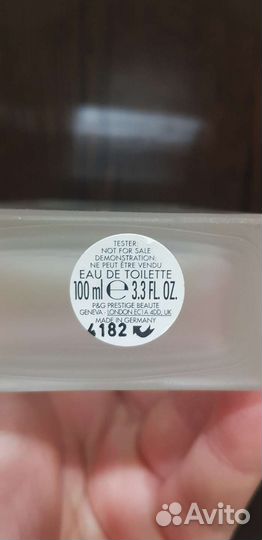 TESTER:
NOT FOR SALE
DEMONSTRATION:
NE PEUT ÊTRE VENDU
EAU DE TOILETTE
100 ml ℮ 3.3 FL. OZ.
P&G PRESTIGE BEAUTE
GENEVA · LONDON EC1A 4DD, UK
MADE IN GERMANY
4182
Avito